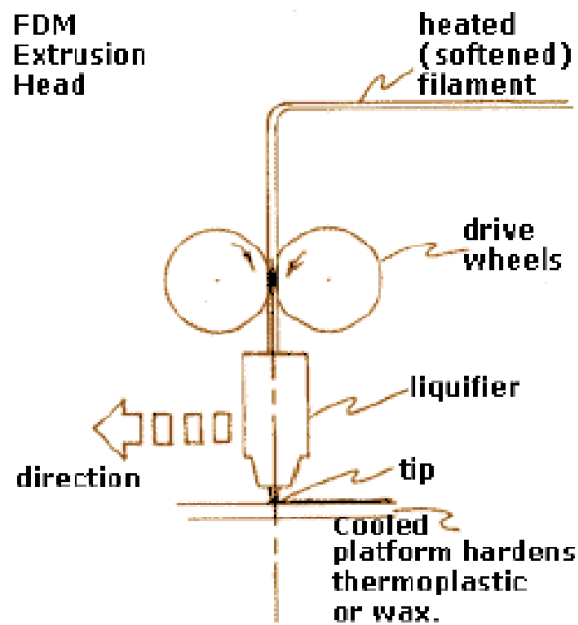 FDM
Extrusion
Head
heated
(softened)
filament
drive
wheels
liquifier
direction
tip
Cooled
platform hardens
thermoplastic
or wax.